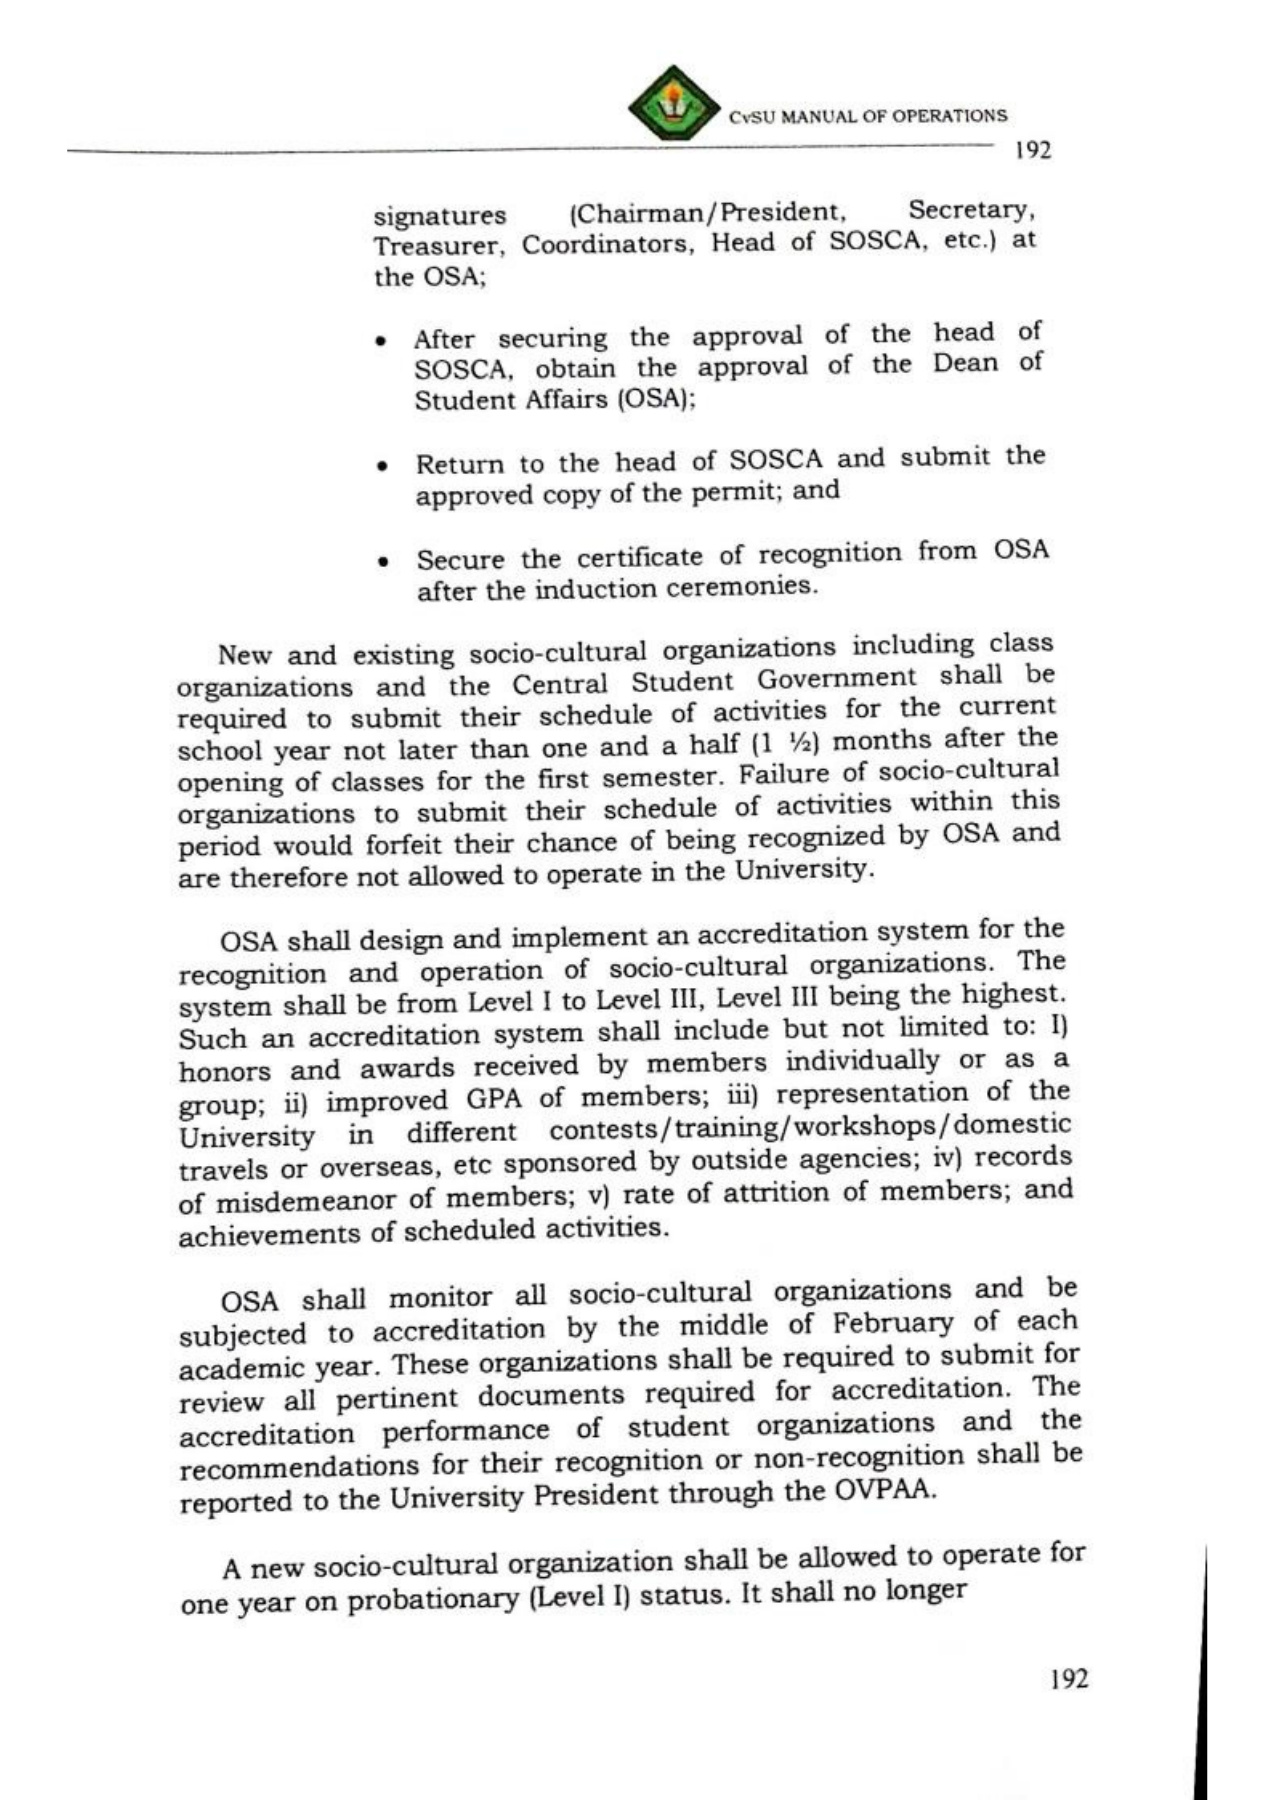 CvSU MANUAL OF OPERATIONS
192
signatures (Chairman/President, Secretary,
Treasurer, Coordinators, Head of SOSCA, etc.) at
the OSA;
• After securing the approval of the head of
SOSCA, obtain the approval of the Dean of
Student Affairs (OSA);
• Return to the head of SOSCA and submit the
approved copy of the permit; and
• Secure the certificate of recognition from OSA
after the induction ceremonies.
New and existing socio-cultural organizations including class
organizations and the Central Student Government shall be
required to submit their schedule of activities for the current
school year not later than one and a half (1 ½) months after the
opening of classes for the first semester. Failure of socio-cultural
organizations to submit their schedule of activities within this
period would forfeit their chance of being recognized by OSA and
are therefore not allowed to operate in the University.
OSA shall design and implement an accreditation system for the
recognition and operation of socio-cultural organizations. The
system shall be from Level I to Level III, Level III being the highest.
Such an accreditation system shall include but not limited to: I)
honors and awards received by members individually or as a
group; ii) improved GPA of members; iii) representation of the
University in different contests/training/workshops/domestic
travels or overseas, etc sponsored by outside agencies; iv) records
of misdemeanor of members; v) rate of attrition of members; and
achievements of scheduled activities.
OSA shall monitor all socio-cultural organizations and be
subjected to accreditation by the middle of February of each
academic year. These organizations shall be required to submit for
review all pertinent documents required for accreditation. The
accreditation performance of student organizations and the
recommendations for their recognition or non-recognition shall be
reported to the University President through the OVPAA.
A new socio-cultural organization shall be allowed to operate for
one year on probationary (Level I) status. It shall no longer
192